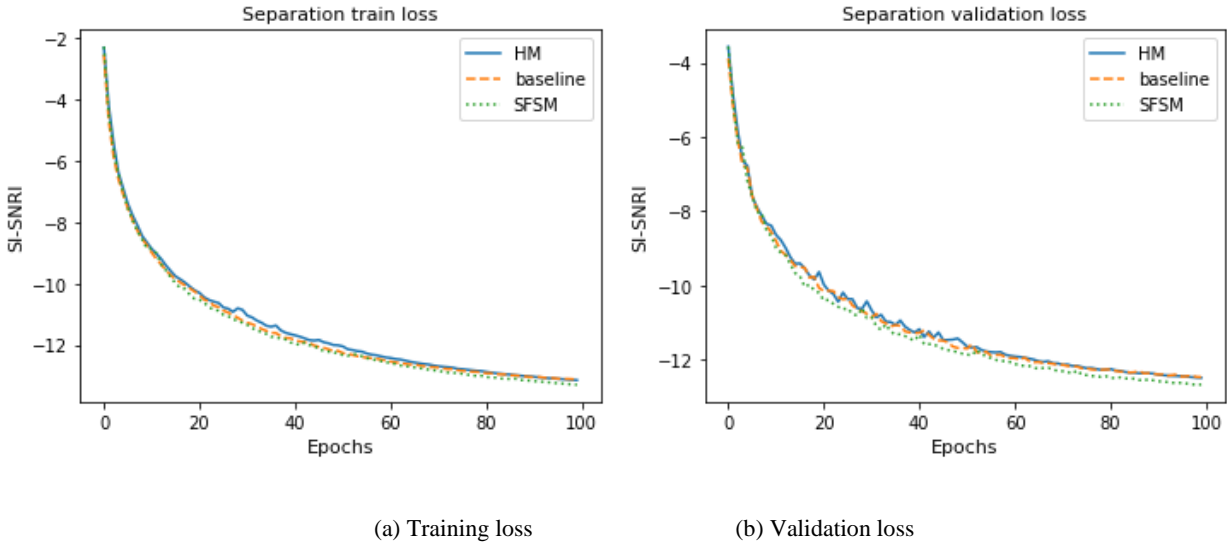 Separation train loss
−2
−4
−6
−8
−10
−12
SI-SNRI
0
20
40
60
80
100
Epochs
HM
baseline
SFSM
Separation validation loss
−4
−6
−8
−10
−12
SI-SNRI
0
20
40
60
80
100
Epochs
HM
baseline
SFSM
(a) Training loss
(b) Validation loss